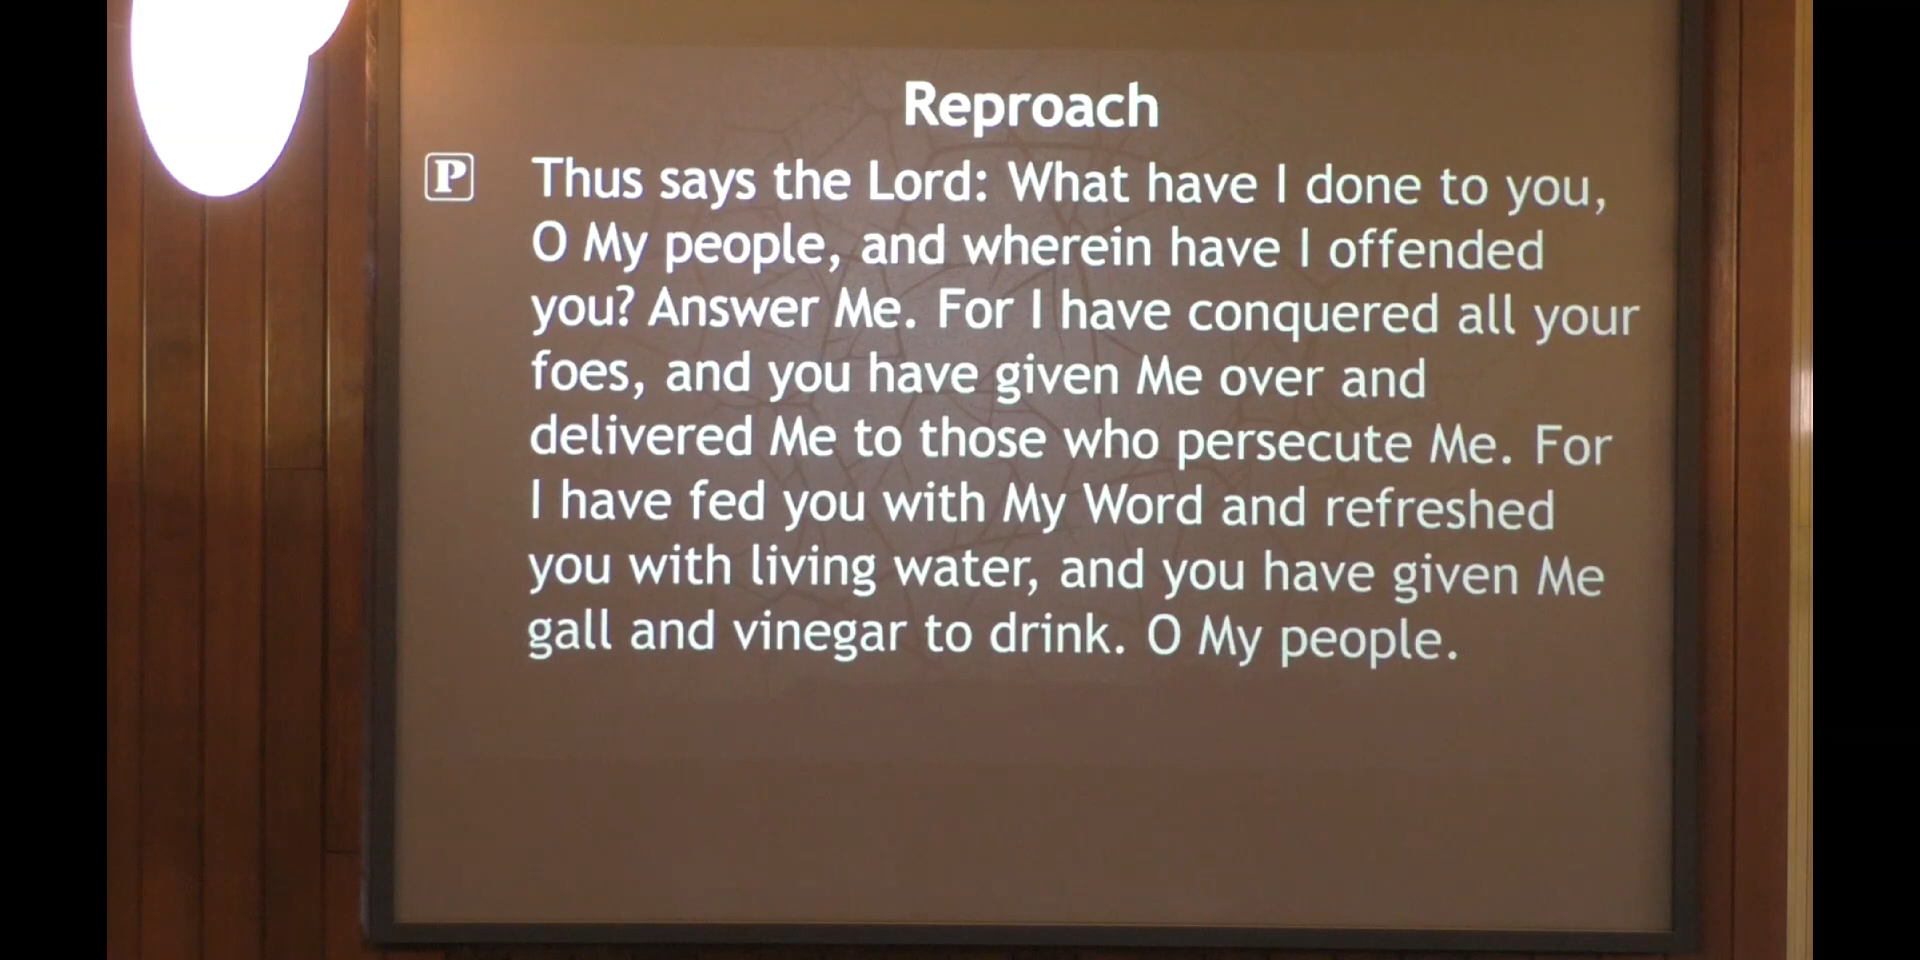 Reproach
P Thus says the Lord: What have I done to you,
O My people, and wherein have I offended
you? Answer Me. For I have conquered all your
foes, and you have given Me over and
delivered Me to those who persecute Me. For
I have fed you with My Word and refreshed
you with living water, and you have given Me
gall and vinegar to drink. O My people.